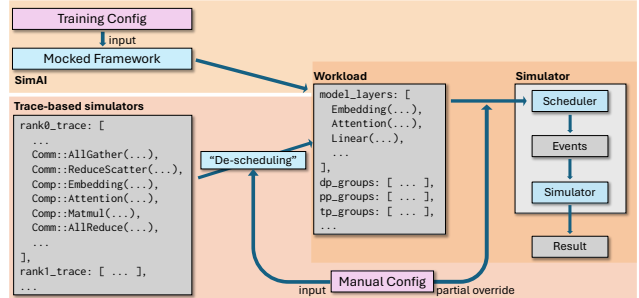 Training Config
input
Mocked Framework
SimAI
Trace-based simulators
rank0_trace: [
...
Comm::AllGather(...),
Comm::ReduceScatter(...),
Comp::Embedding(...),
Comp::Attention(...),
Comp::Matmul(...),
Comm::AllReduce(...),
...
],
rank1_trace: [ ... ],
...
"De-scheduling"
Workload
model_layers: [
Embedding(...),
Attention(...),
Linear(...),
...
],
dp_groups: [ ... ],
pp_groups: [ ... ],
tp_groups: [ ... ],
...
Simulator
Scheduler
Events
Simulator
Result
Manual Config
input
partial override